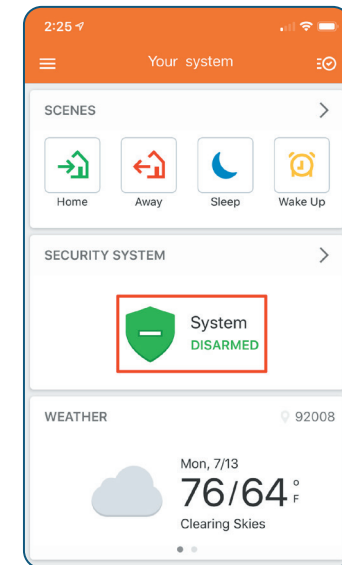 2:25
Your system
SCENES
Home Away Sleep Wake Up
SECURITY SYSTEM
System
DISARMED
WEATHER 92008
Mon, 7/13
76/64 °F
Clearing Skies